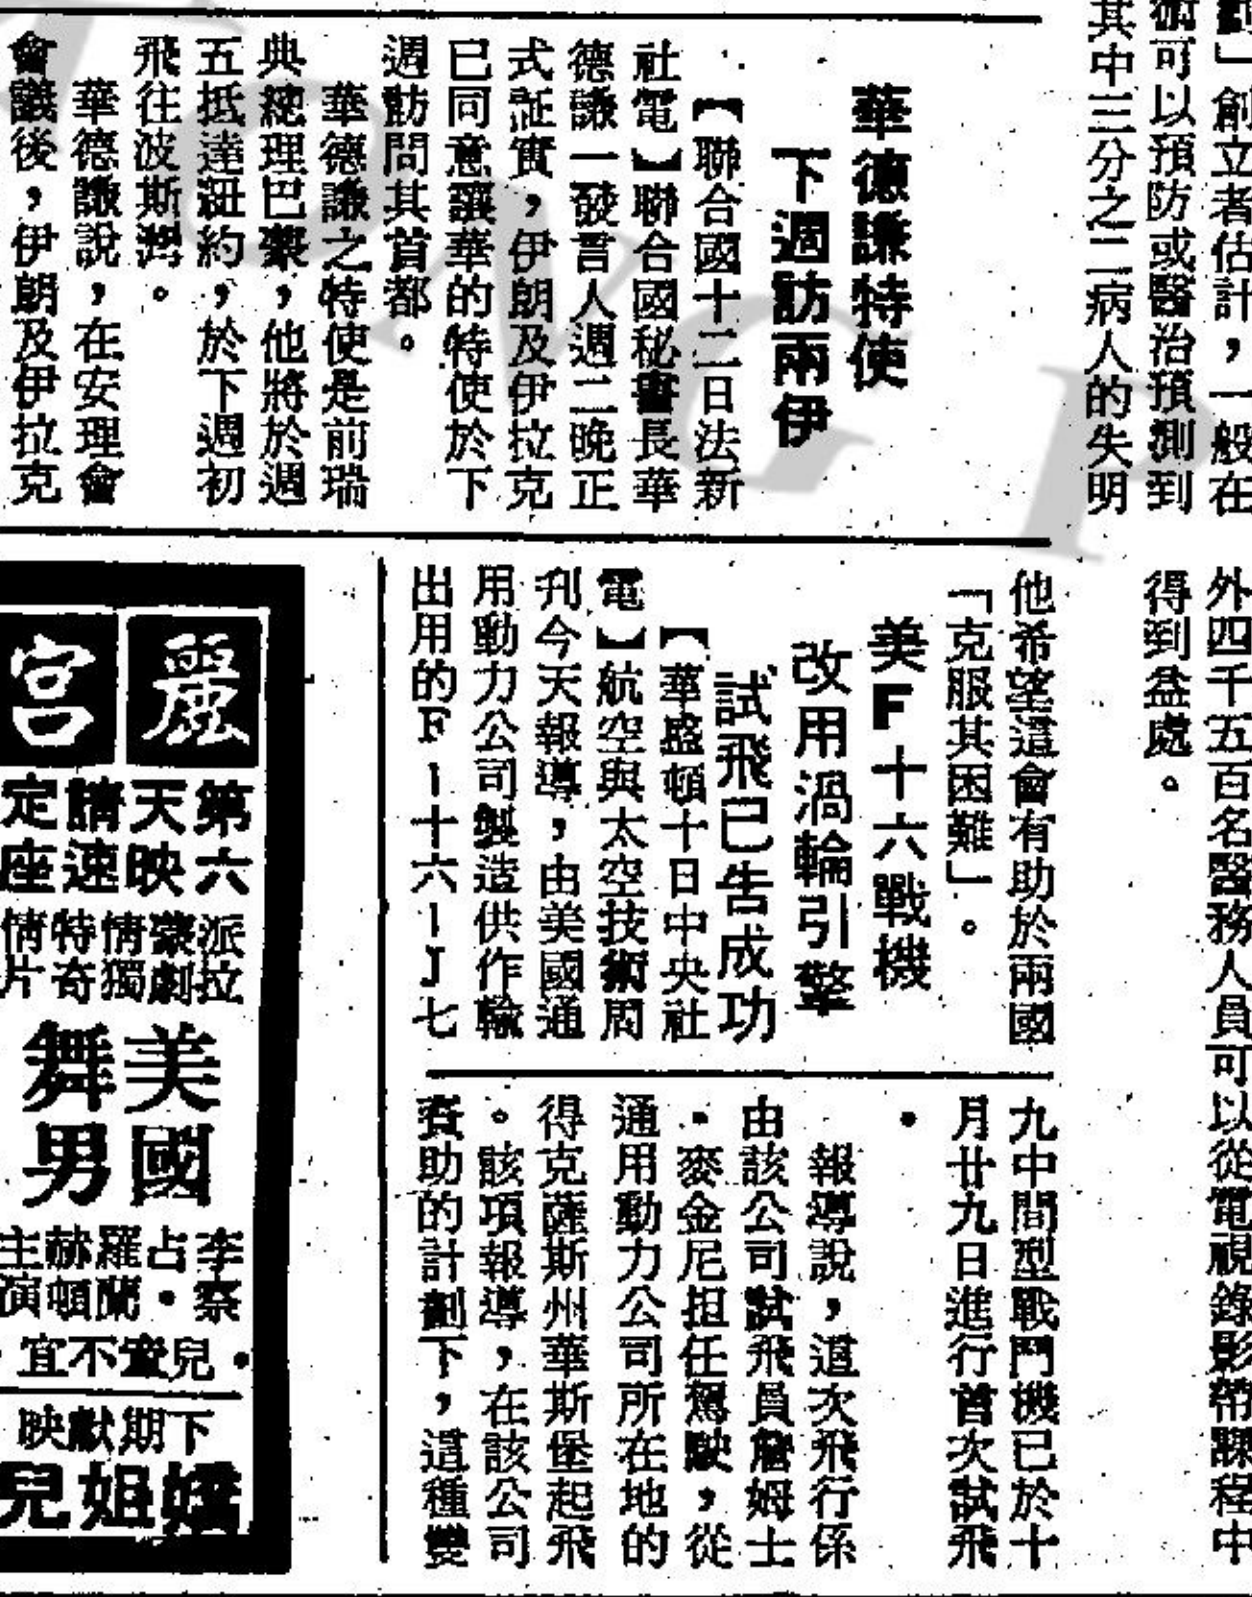 」創立者估計，一般在
術可以預防或醫治預測到
其中三分之二病人的失明
外四千五百名醫務人員可以從電視錄影帶課程中
得到益處。
華德謙特使
下週訪兩伊
【聯合國十二日法新
社電】聯合國秘書長華
德謙一發言人週二晚正
式証實，伊朗及伊拉克
已同意讓華的特使於下
週訪問其首都。
華德謙之特使是前瑞
典總理巴蔡，他將於週
五抵達紐約，於下週初
飛往波斯灣。
華德謙說，在安理會
會議後，伊朗及伊拉克
他希望這會有助於兩國
「克服其困難」。
美F十六戰機
改用渦輪引擎
試飛已告成功
【華盛頓十日中央社
電】航空與太空技術周
刋今天報導，由美國通
用動力公司製造供作輸
出用的F－十六－J七
九中間型戰鬥機已於十
月廿九日進行首次試飛
。
報導說，這次飛行係
由該公司試飛員詹姆士
・麥金尼担任駕駛，從
通用動力公司所在地的
得克薩斯州華斯堡起飛
。該項報導，在該公司
資助的計劃下，這種變
麗宮
第六
天映
請速
定座
派拉
蒙劇
情獨
特奇
情片
美國
舞男
李察
占・
羅蘭
赫頓
主演
・兒童不宜・
下期獻映
嬌姐兒
HONG P